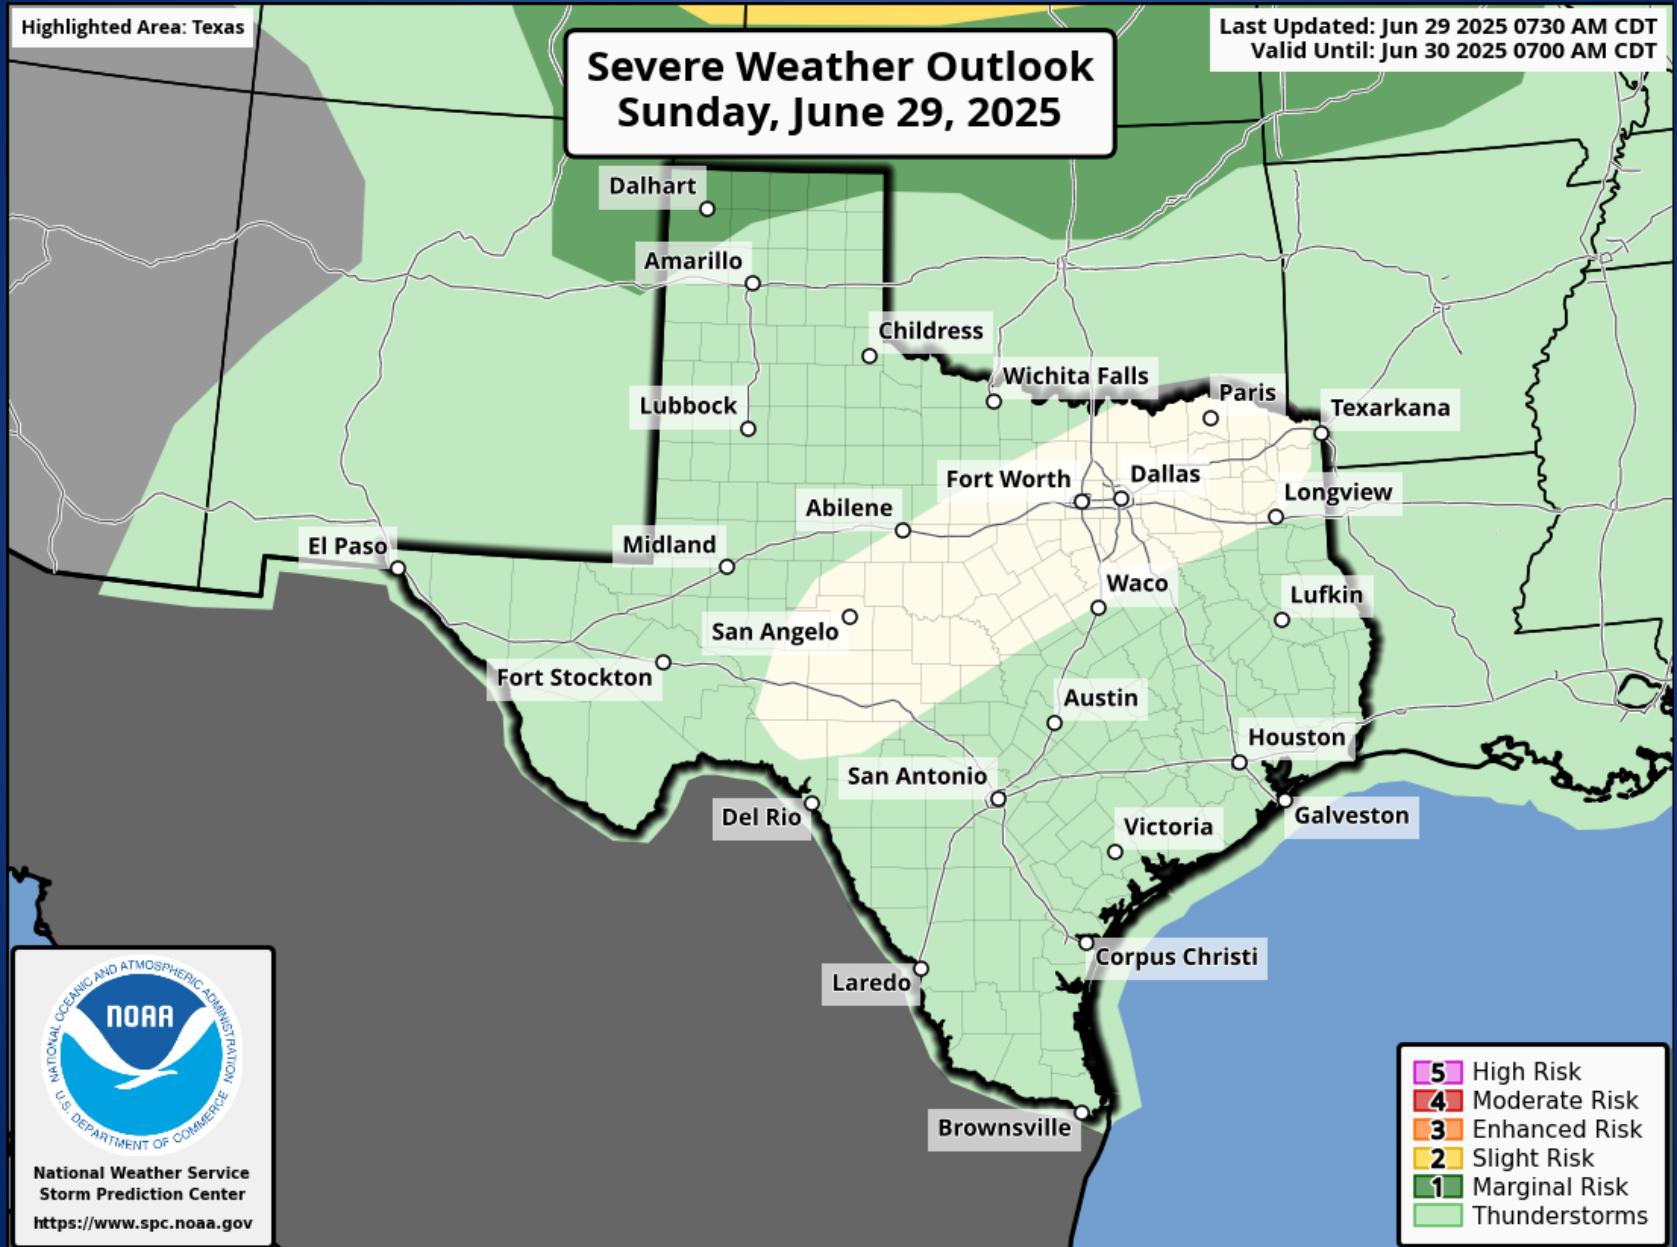 Highlighted Area: Texas
Last Updated: Jun 29 2025 0730 AM CDT
Valid Until: Jun 30 2025 0700 AM CDT
Severe Weather Outlook
Sunday, June 29, 2025
Dalhart
Amarillo
Childress
Wichita Falls
Paris
Texarkana
Lubbock
Fort Worth
Dallas
Longview
Abilene
El Paso
Midland
Waco
Lufkin
San Angelo
Fort Stockton
Austin
Houston
San Antonio
Del Rio
Galveston
Victoria
Corpus Christi
Laredo
Brownsville
NATIONAL OCEANIC AND ATMOSPHERIC ADMINISTRATION
NOAA
U.S. DEPARTMENT OF COMMERCE
National Weather Service
Storm Prediction Center
https://www.spc.noaa.gov
5 High Risk
4 Moderate Risk
3 Enhanced Risk
2 Slight Risk
1 Marginal Risk
Thunderstorms